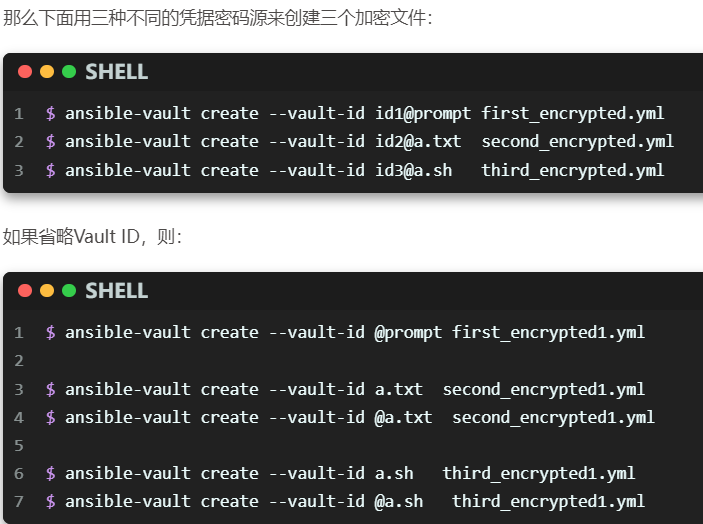 那么下面用三种不同的凭据密码源来创建三个加密文件：
SHELL
1 $ ansible-vault create --vault-id id1@prompt first_encrypted.yml
2 $ ansible-vault create --vault-id id2@a.txt  second_encrypted.yml
3 $ ansible-vault create --vault-id id3@a.sh   third_encrypted.yml
如果省略Vault ID，则：
SHELL
1 $ ansible-vault create --vault-id @prompt first_encrypted1.yml
2
3 $ ansible-vault create --vault-id a.txt  second_encrypted1.yml
4 $ ansible-vault create --vault-id @a.txt  second_encrypted1.yml
5
6 $ ansible-vault create --vault-id a.sh   third_encrypted1.yml
7 $ ansible-vault create --vault-id @a.sh   third_encrypted1.yml